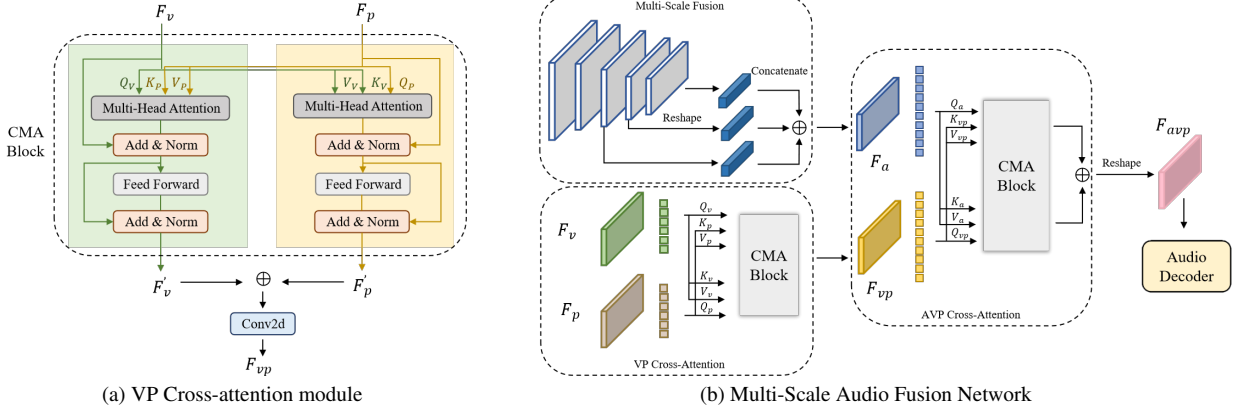 F_v
F_p
Q_V K_P V_P
V_V K_V Q_P
Multi-Head Attention
Multi-Head Attention
CMA
Block
Add & Norm
Add & Norm
Feed Forward
Feed Forward
Add & Norm
Add & Norm
F'_v
⊕
F'_p
Conv2d
F_vp
(a) VP Cross-attention module
Multi-Scale Fusion
Concatenate
Reshape
⊕
F_v
F_p
Q_v
K_p
V_p
K_v
V_v
Q_p
CMA
Block
VP Cross-Attention
F_a
F_vp
Q_a
K_vp
V_vp
K_a
V_a
Q_vp
CMA
Block
⊕
AVP Cross-Attention
Reshape
F_avp
Audio
Decoder
(b) Multi-Scale Audio Fusion Network